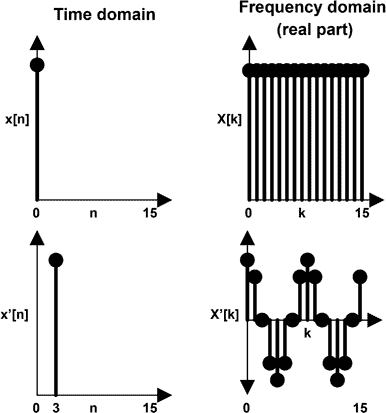 Time domain
Frequency domain
(real part)
x[n]
X[k]
0 n 15
0 k 15
x'[n]
X'[k]
k
0 3 n 15
0 15